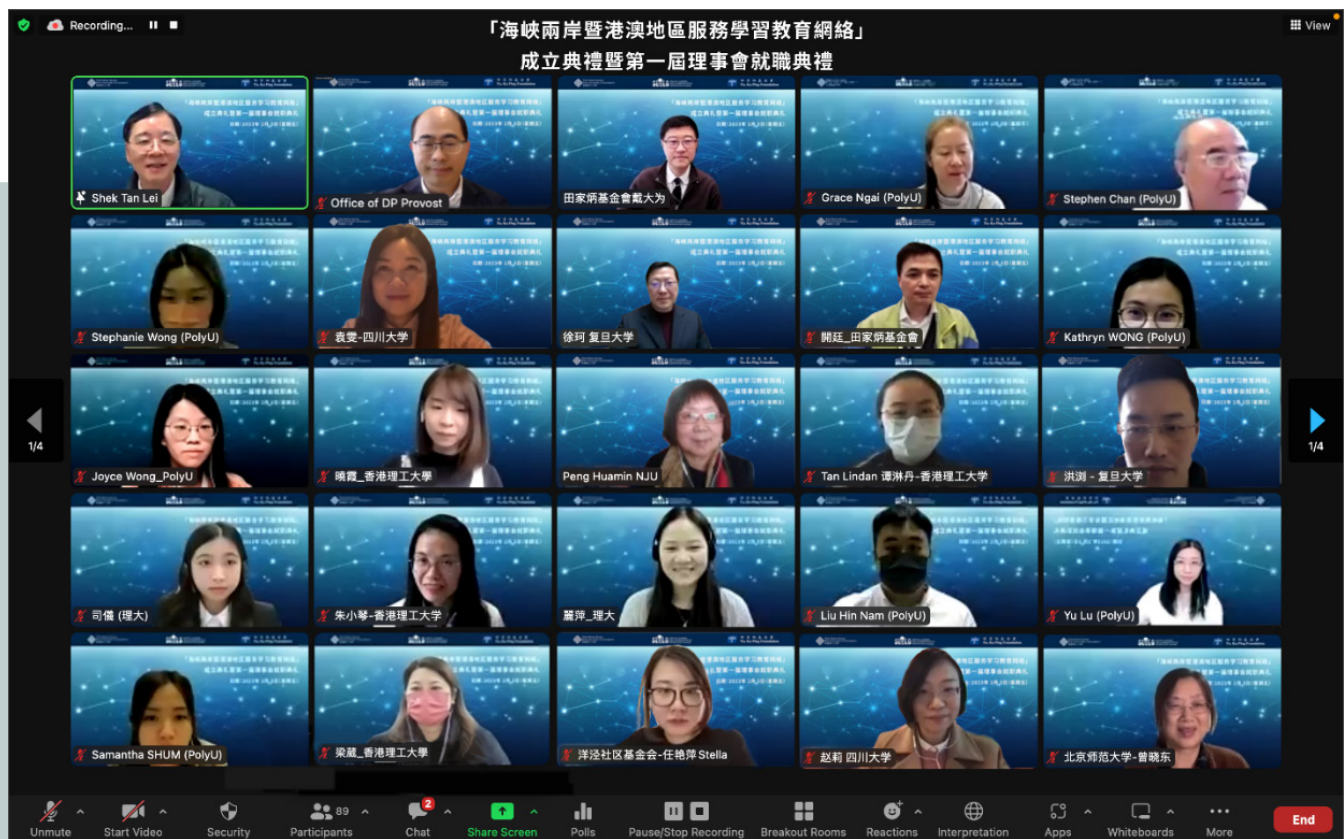 Recording...
「海峽兩岸暨港澳地區服務學習教育網絡」
成立典禮暨第一屆理事會就職典禮
View
Shek Tan Lei
Office of DP Provost
田家炳基金會戴大为
Grace Ngai (PolyU)
Stephen Chan (PolyU)
Stephanie Wong (PolyU)
袁雯-四川大学
徐珂 复旦大学
開廷_田家炳基金會
Kathryn WONG (PolyU)
1/4
1/4
Joyce Wong_PolyU
曉霞_香港理工大學
Peng Huamin NJU
Tan Lindan 谭淋丹-香港理工大学
洪浏 - 复旦大学
司儀 (理大)
朱小琴-香港理工大学
麗萍_理大
Liu Hin Nam (PolyU)
Yu Lu (PolyU)
Samantha SHUM (PolyU)
梁葳_香港理工大學
洋泾社区基金会-任艳萍 Stella
赵莉 四川大学
北京师范大学-曾晓东
89
2
Unmute
Start Video
Security
Participants
Chat
Share Screen
Polls
Pause/Stop Recording
Breakout Rooms
Reactions
Interpretation
Apps
Whiteboards
More
End